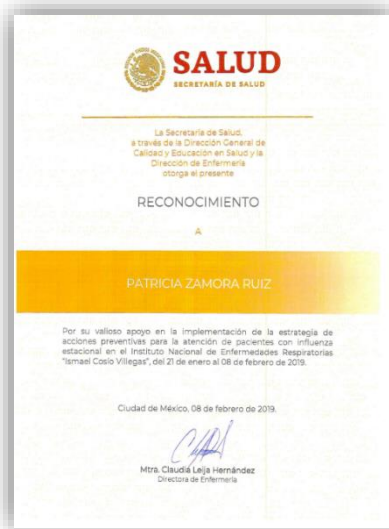 SALUD
SECRETARÍA DE SALUD
La Secretaría de Salud,
a través de la Dirección General de
Calidad y Educación en Salud y la
Dirección de Enfermería
otorga el presente
RECONOCIMIENTO
A
PATRICIA ZAMORA RUIZ
Por su valioso apoyo en la implementación de la estrategia de
acciones preventivas para la atención de pacientes con influenza
estacional en el Instituto Nacional de Enfermedades Respiratorias
"Ismael Cosío Villegas", del 21 de enero al 08 de febrero de 2019.
Ciudad de México, 08 de febrero de 2019.
Mtra. Claudia Leija Hernández
Directora de Enfermería